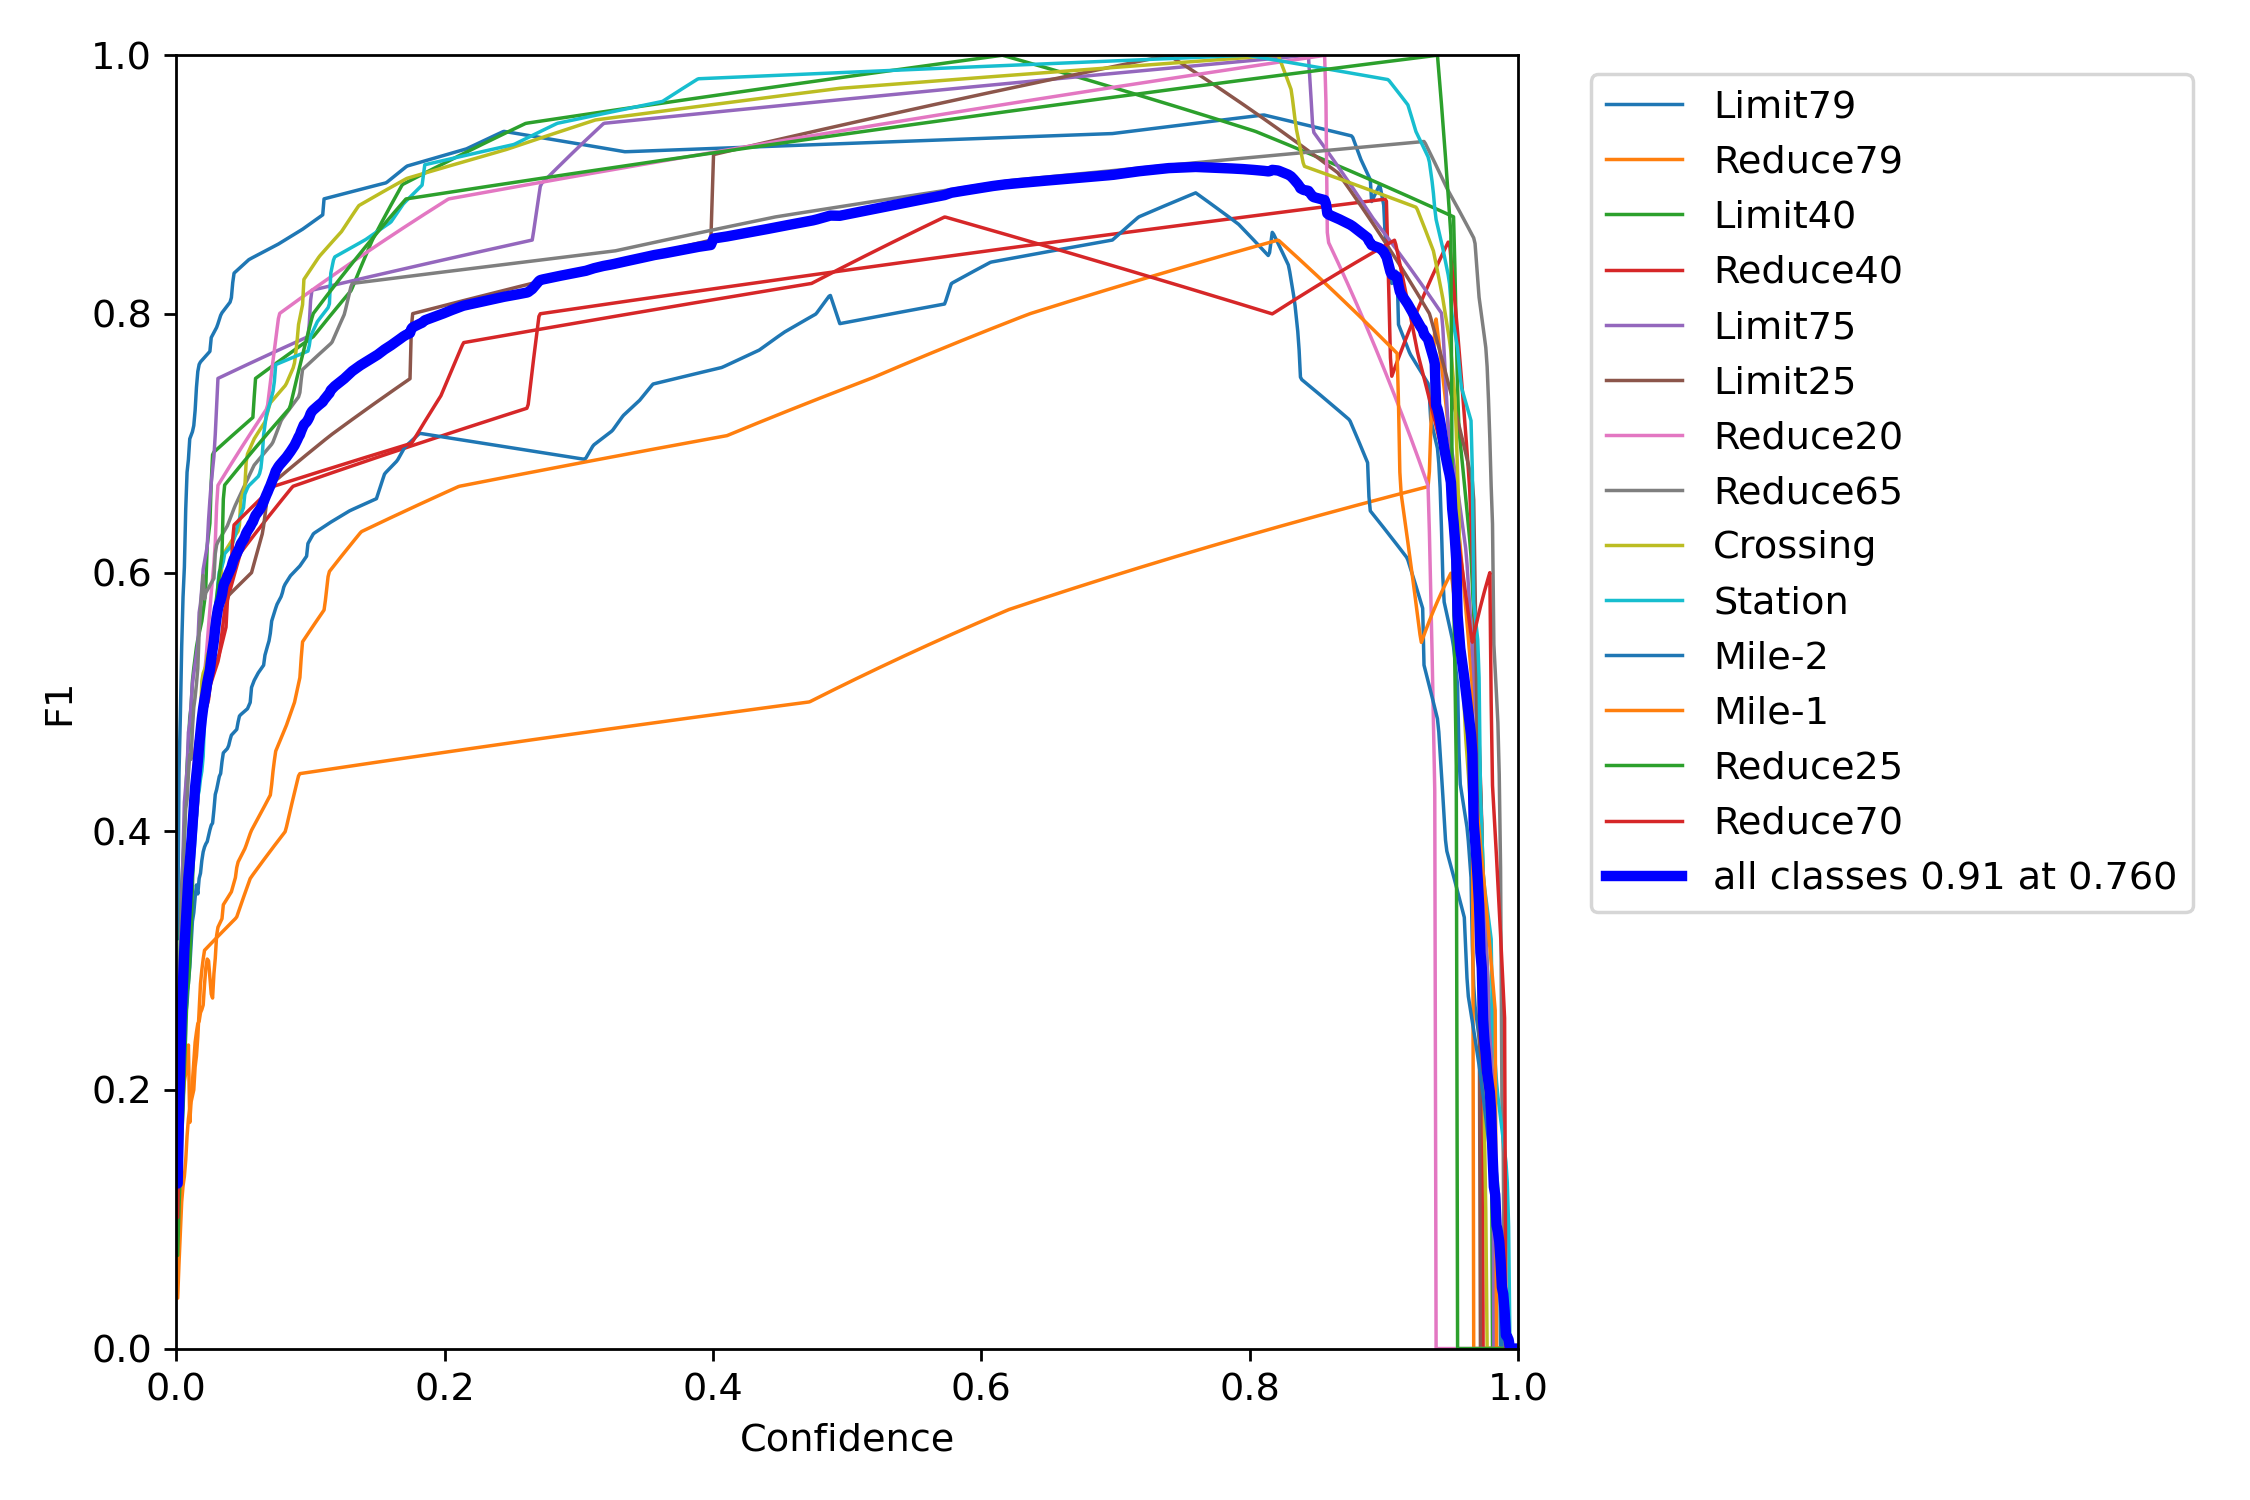 1.0
0.8
0.6
0.4
0.2
0.0
F1
0.0 0.2 0.4 0.6 0.8 1.0
Confidence
Limit79
Reduce79
Limit40
Reduce40
Limit75
Limit25
Reduce20
Reduce65
Crossing
Station
Mile-2
Mile-1
Reduce25
Reduce70
all classes 0.91 at 0.760